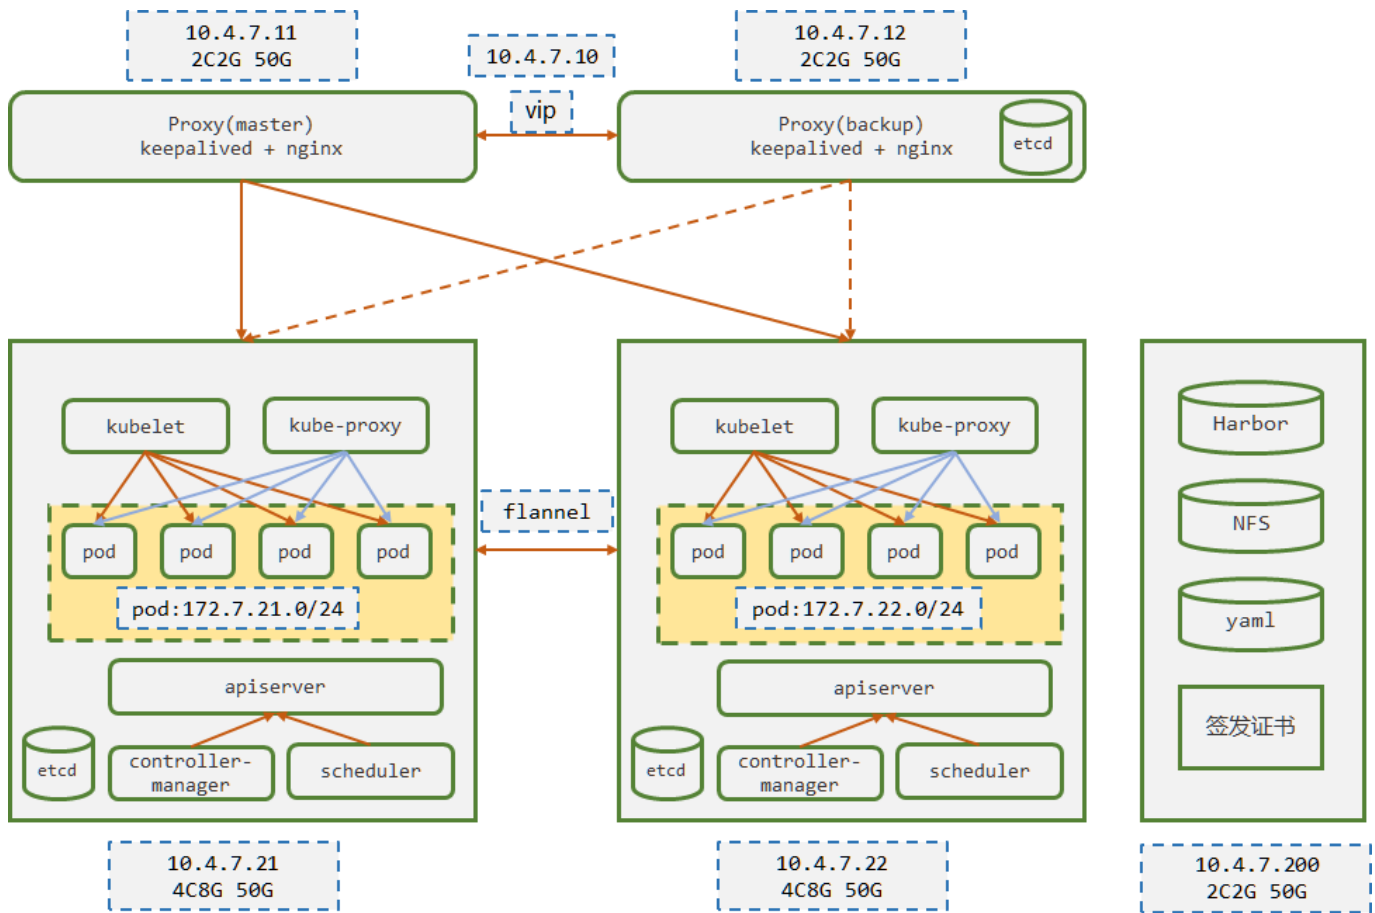 10.4.7.11
2C2G 50G
10.4.7.10
10.4.7.12
2C2G 50G
vip
Proxy(master)
keepalived + nginx
Proxy(backup)
keepalived + nginx
etcd
kubelet
kube-proxy
pod
pod
pod
pod
pod:172.7.21.0/24
apiserver
etcd
controller-
manager
scheduler
10.4.7.21
4C8G 50G
flannel
kubelet
kube-proxy
pod
pod
pod
pod
pod:172.7.22.0/24
apiserver
etcd
controller-
manager
scheduler
10.4.7.22
4C8G 50G
Harbor
NFS
yaml
签发证书
10.4.7.200
2C2G 50G